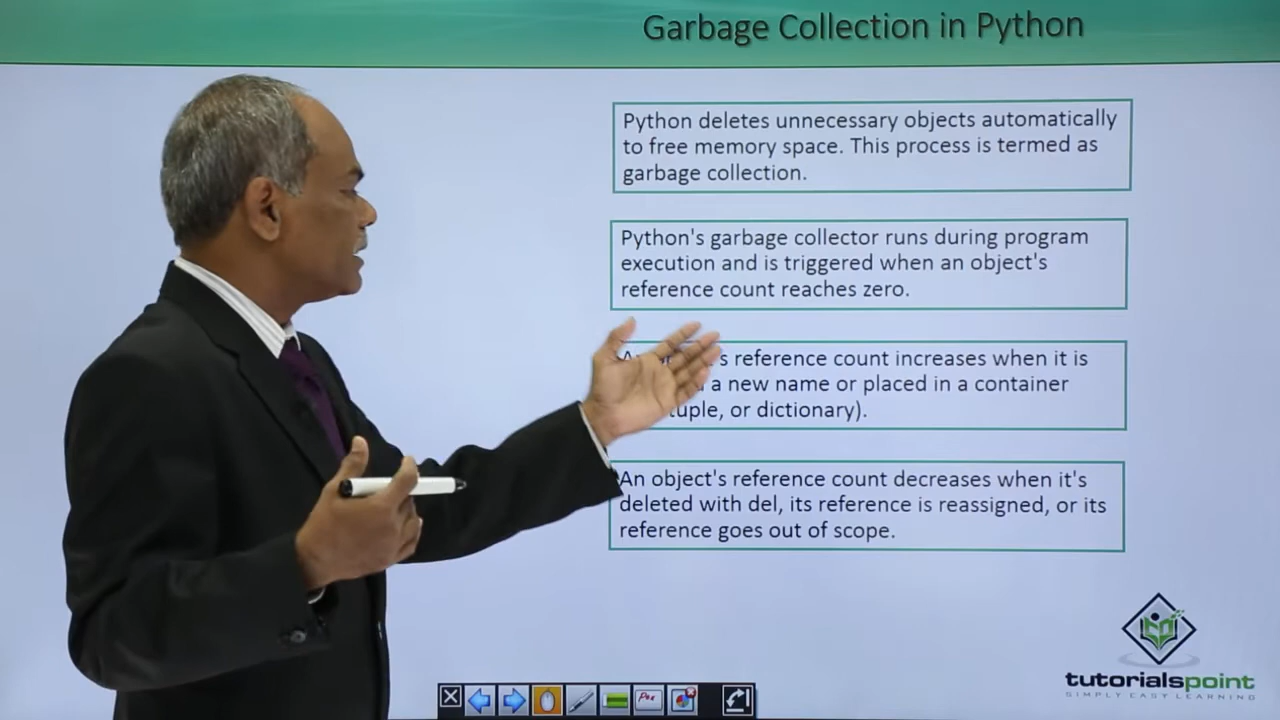 Garbage Collection in Python
Python deletes unnecessary objects automatically
to free memory space. This process is termed as
garbage collection.
Python's garbage collector runs during program
execution and is triggered when an object's
reference count reaches zero.
s reference count increases when it is
a new name or placed in a container
tuple, or dictionary).
An object's reference count decreases when it's
deleted with del, its reference is reassigned, or its
reference goes out of scope.
tutorialspoint
SIMPLY EASY LEARNING